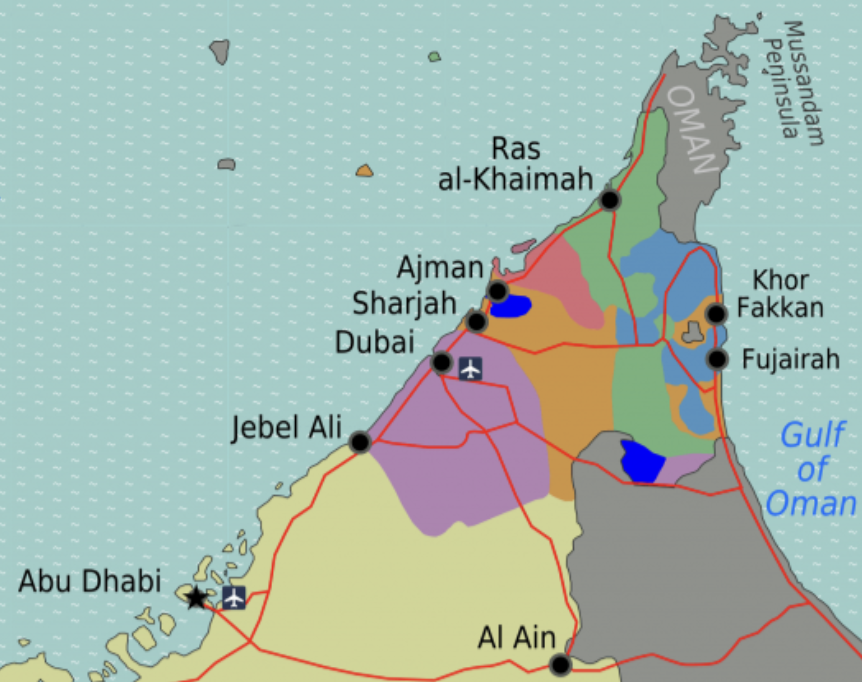 Mussandam
Peninsula
OMAN
Ras
al-Khaimah
Ajman
Khor
Fakkan
Sharjah
Dubai
Fujairah
Jebel Ali
Gulf
of
Oman
Abu Dhabi
Al Ain